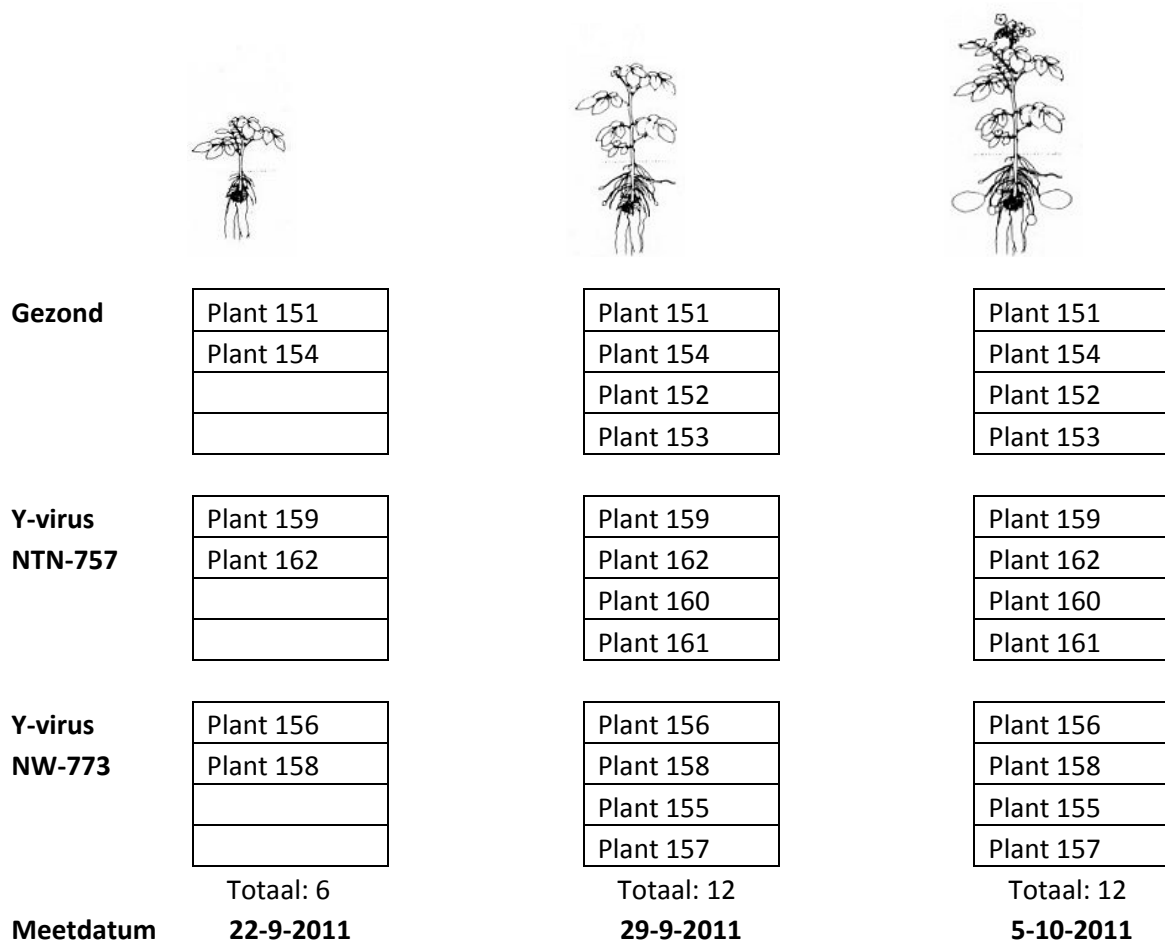 Gezond Plant 151 Plant 151 Plant 151
Plant 154 Plant 154 Plant 154
Plant 152 Plant 152
Plant 153 Plant 153
Y-virus Plant 159 Plant 159 Plant 159
NTN-757 Plant 162 Plant 162 Plant 162
Plant 160 Plant 160
Plant 161 Plant 161
Y-virus Plant 156 Plant 156 Plant 156
NW-773 Plant 158 Plant 158 Plant 158
Plant 155 Plant 155
Plant 157 Plant 157
Totaal: 6 Totaal: 12 Totaal: 12
Meetdatum 22-9-2011 29-9-2011 5-10-2011